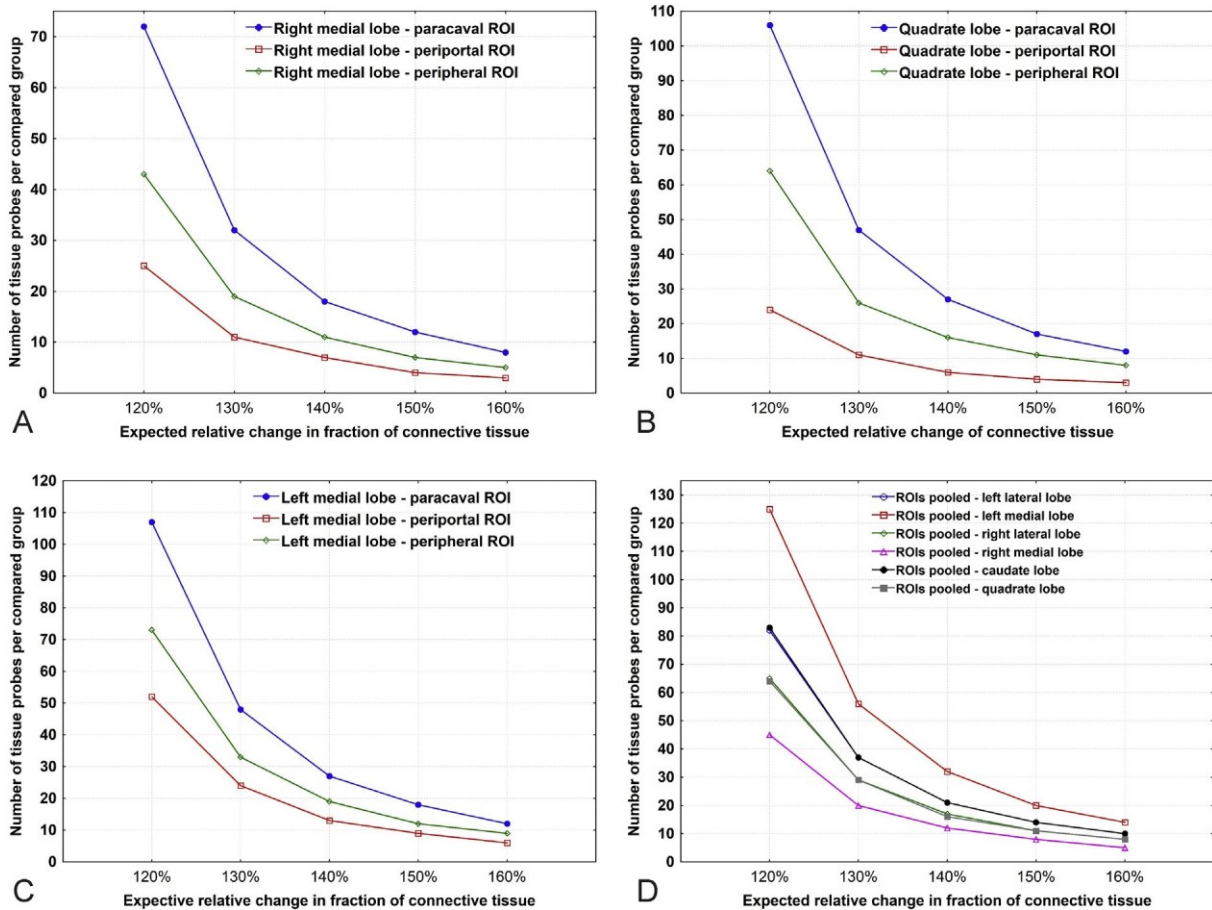 Number of tissue probes per compared group
70
60
50
40
30
20
10
0
Right medial lobe - paracaval ROI
Right medial lobe - periportal ROI
Right medial lobe - peripheral ROI
120% 130% 140% 150% 160%
Expected relative change in fraction of connective tissue
A
Number of tissue probes per compared group
110
100
90
80
70
60
50
40
30
20
10
0
Quadrate lobe - paracaval ROI
Quadrate lobe - periportal ROI
Quadrate lobe - peripheral ROI
120% 130% 140% 150% 160%
Expected relative change of connective tissue
B
Number of tissue probes per compared group
120
110
100
90
80
70
60
50
40
30
20
10
0
Left medial lobe - paracaval ROI
Left medial lobe - periportal ROI
Left medial lobe - peripheral ROI
120% 130% 140% 150% 160%
Expective relative change in fraction of connective tissue
C
Number of tissue probes per compared group
130
120
110
100
90
80
70
60
50
40
30
20
10
0
ROIs pooled - left lateral lobe
ROIs pooled - left medial lobe
ROIs pooled - right lateral lobe
ROIs pooled - right medial lobe
ROIs pooled - caudate lobe
ROIs pooled - quadrate lobe
120% 130% 140% 150% 160%
Expected relative change in fraction of connective tissue
D